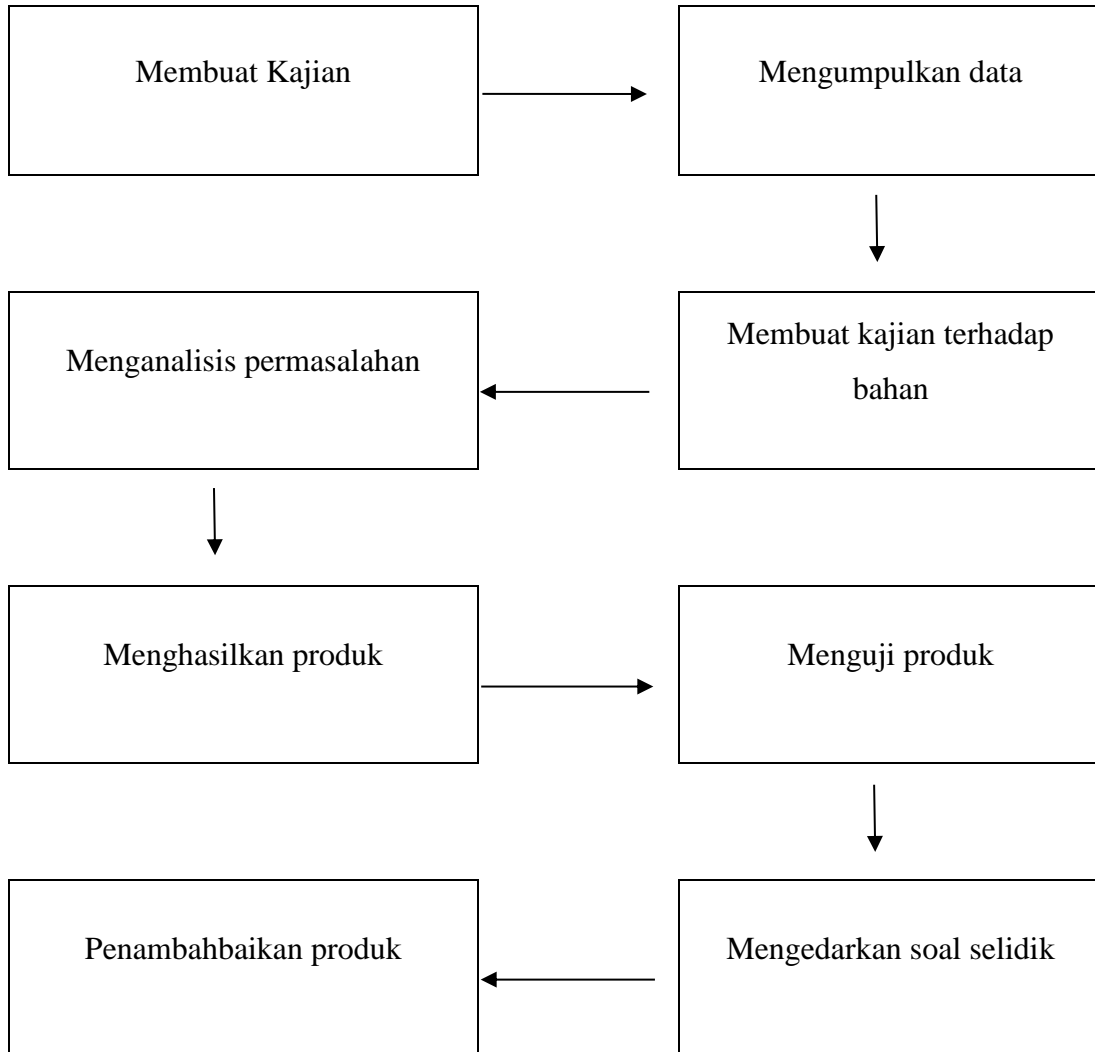 Membuat Kajian
Mengumpulkan data
Membuat kajian terhadap
bahan
Menganalisis permasalahan
Menghasilkan produk
Menguji produk
Mengedarkan soal selidik
Penambahbaikan produk